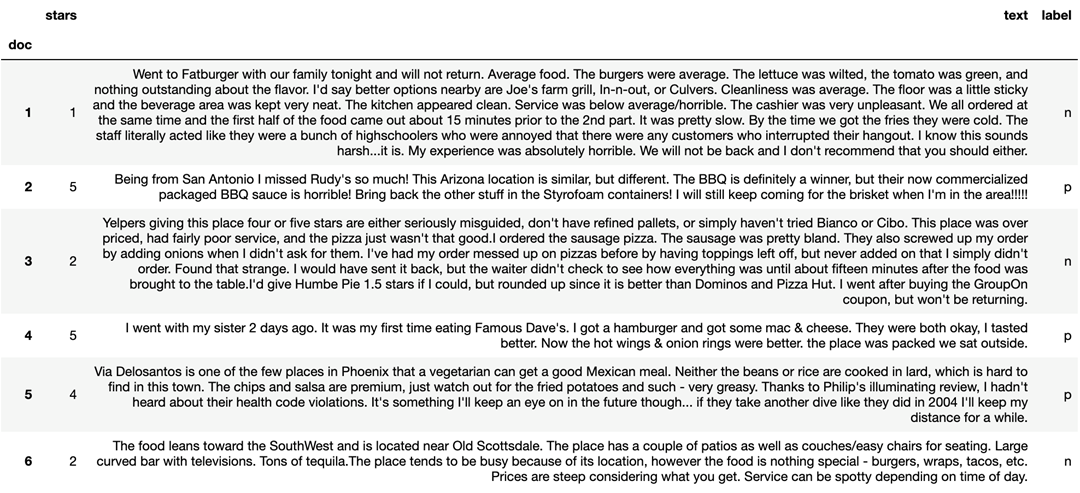 stars text label
doc
Went to Fatburger with our family tonight and will not return. Average food. The burgers were average. The lettuce was wilted, the tomato was green, and
nothing outstanding about the flavor. I'd say better options nearby are Joe's farm grill, In-n-out, or Culvers. Cleanliness was average. The floor was a little sticky
and the beverage area was kept very neat. The kitchen appeared clean. Service was below average/horrible. The cashier was very unpleasant. We all ordered at
1 1 the same time and the first half of the food came out about 15 minutes prior to the 2nd part. It was pretty slow. By the time we got the fries they were cold. The n
staff literally acted like they were a bunch of highschoolers who were annoyed that there were any customers who interrupted their hangout. I know this sounds
harsh...it is. My experience was absolutely horrible. We will not be back and I don't recommend that you should either.
2 5 Being from San Antonio I missed Rudy's so much! This Arizona location is similar, but different. The BBQ is definitely a winner, but their now commercialized p
packaged BBQ sauce is horrible! Bring back the other stuff in the Styrofoam containers! I will still keep coming for the brisket when I'm in the area!!!!!
Yelpers giving this place four or five stars are either seriously misguided, don't have refined pallets, or simply haven't tried Bianco or Cibo. This place was over
priced, had fairly poor service, and the pizza just wasn't that good.I ordered the sausage pizza. The sausage was pretty bland. They also screwed up my order
by adding onions when I didn't ask for them. I've had my order messed up on pizzas before by having toppings left off, but never added on that I simply didn't
3 2 order. Found that strange. I would have sent it back, but the waiter didn't check to see how everything was until about fifteen minutes after the food was n
brought to the table.I'd give Humbe Pie 1.5 stars if I could, but rounded up since it is better than Dominos and Pizza Hut. I went after buying the GroupOn
coupon, but won't be returning.
4 5 I went with my sister 2 days ago. It was my first time eating Famous Dave's. I got a hamburger and got some mac & cheese. They were both okay, I tasted p
better. Now the hot wings & onion rings were better. the place was packed we sat outside.
Via Delosantos is one of the few places in Phoenix that a vegetarian can get a good Mexican meal. Neither the beans or rice are cooked in lard, which is hard to
5 4 find in this town. The chips and salsa are premium, just watch out for the fried potatoes and such - very greasy. Thanks to Philip's illuminating review, I hadn't p
heard about their health code violations. It's something I'll keep an eye on in the future though... if they take another dive like they did in 2004 I'll keep my
distance for a while.
The food leans toward the SouthWest and is located near Old Scottsdale. The place has a couple of patios as well as couches/easy chairs for seating. Large
6 2 curved bar with televisions. Tons of tequila.The place tends to be busy because of its location, however the food is nothing special - burgers, wraps, tacos, etc. n
Prices are steep considering what you get. Service can be spotty depending on time of day.